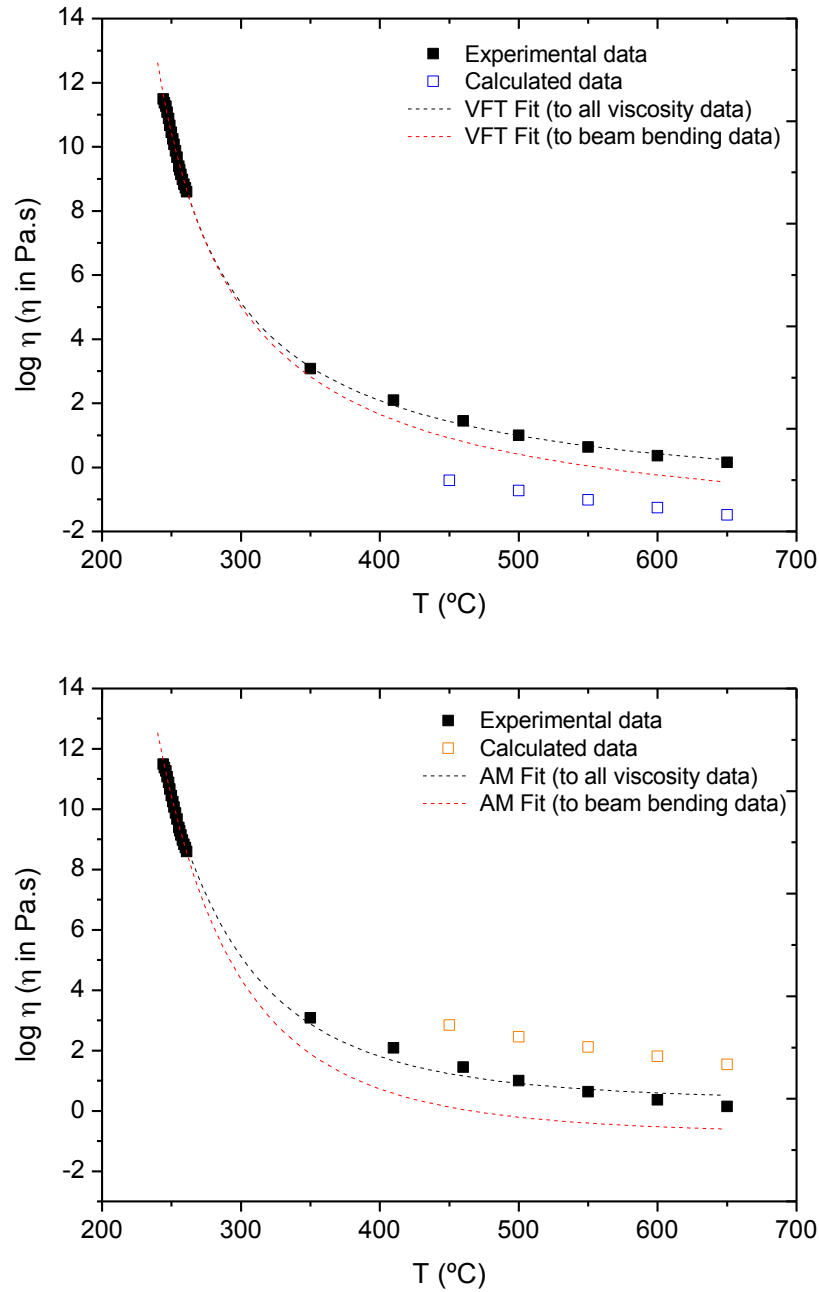 14
12
10
8
6
4
2
0
-2
log η (η in Pa.s)
Experimental data
Calculated data
VFT Fit (to all viscosity data)
VFT Fit (to beam bending data)
200 300 400 500 600 700
T (ºC)
14
12
10
8
6
4
2
0
-2
log η (η in Pa.s)
Experimental data
Calculated data
AM Fit (to all viscosity data)
AM Fit (to beam bending data)
200 300 400 500 600 700
T (ºC)